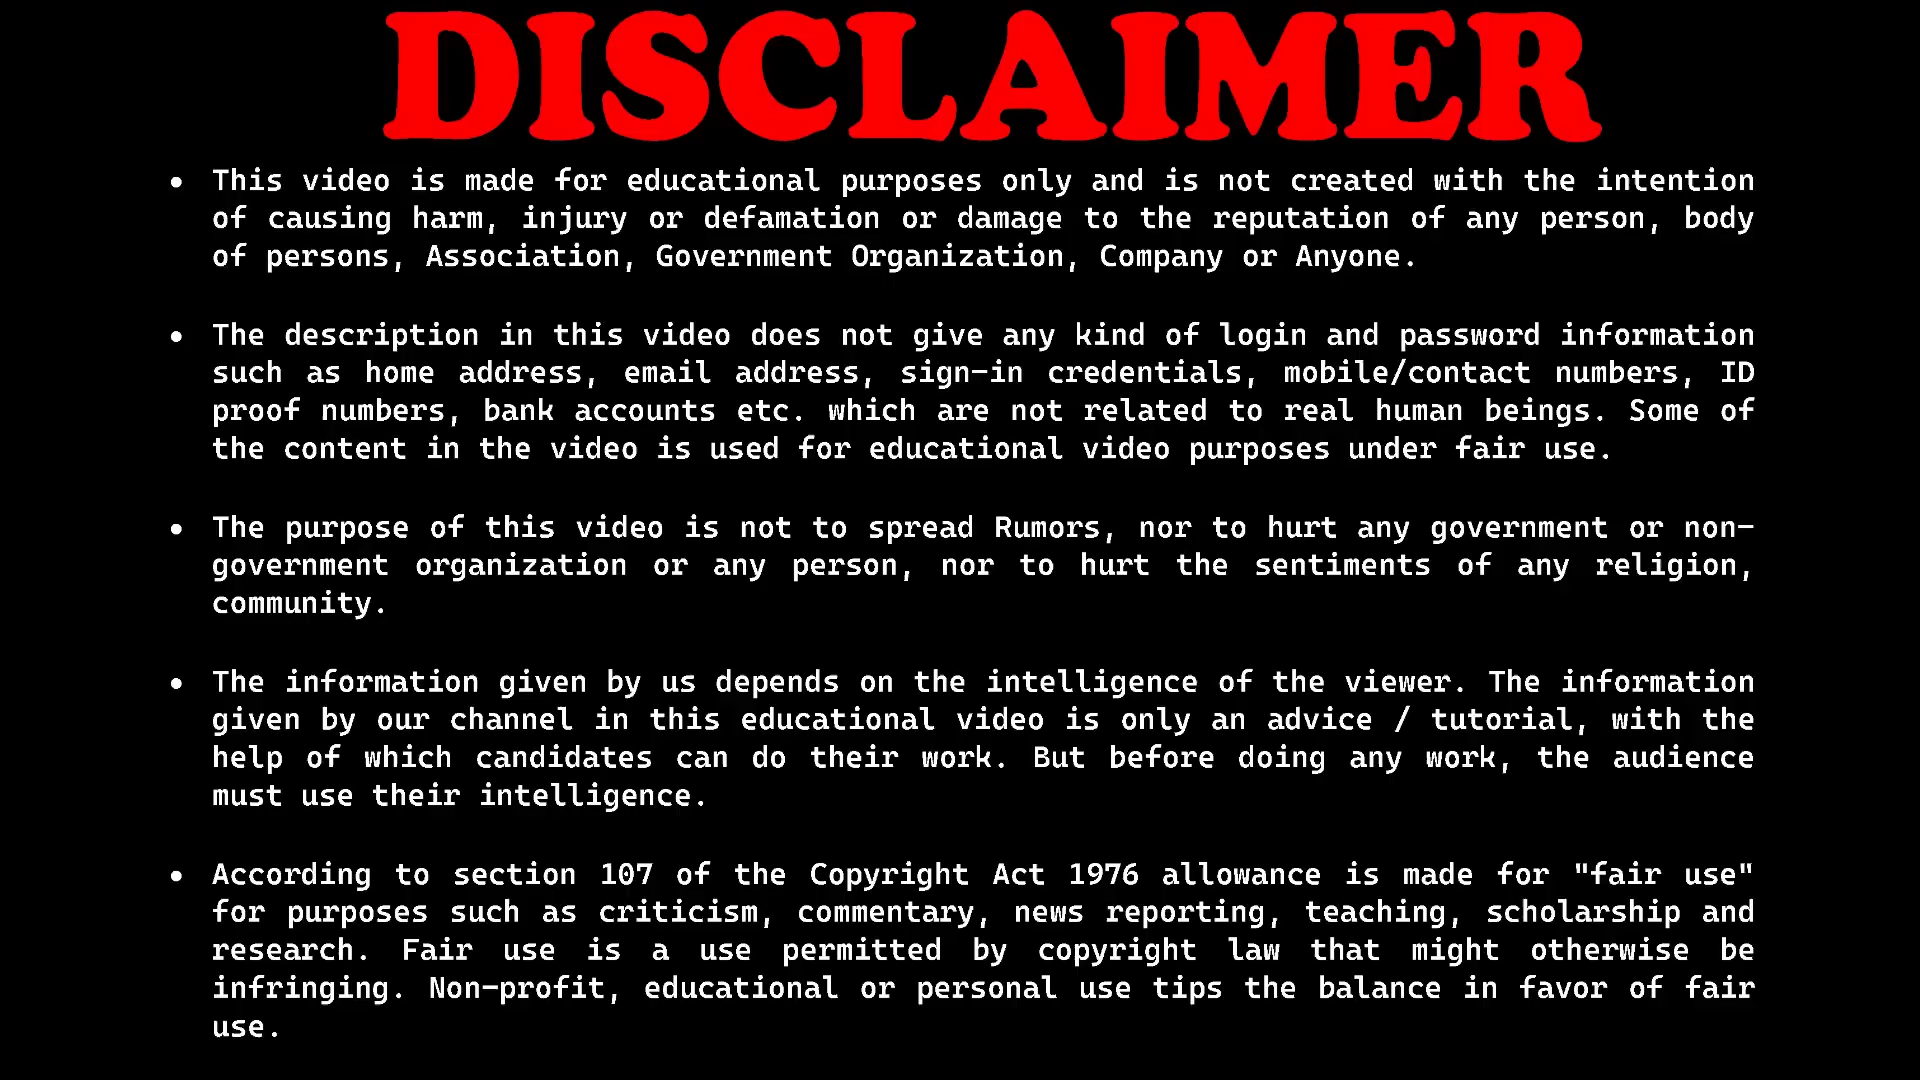 DISCLAIMER
• This video is made for educational purposes only and is not created with the intention
of causing harm, injury or defamation or damage to the reputation of any person, body
of persons, Association, Government Organization, Company or Anyone.
• The description in this video does not give any kind of login and password information
such as home address, email address, sign-in credentials, mobile/contact numbers, ID
proof numbers, bank accounts etc. which are not related to real human beings. Some of
the content in the video is used for educational video purposes under fair use.
• The purpose of this video is not to spread Rumors, nor to hurt any government or non-
government organization or any person, nor to hurt the sentiments of any religion,
community.
• The information given by us depends on the intelligence of the viewer. The information
given by our channel in this educational video is only an advice / tutorial, with the
help of which candidates can do their work. But before doing any work, the audience
must use their intelligence.
• According to section 107 of the Copyright Act 1976 allowance is made for "fair use"
for purposes such as criticism, commentary, news reporting, teaching, scholarship and
research. Fair use is a use permitted by copyright law that might otherwise be
infringing. Non-profit, educational or personal use tips the balance in favor of fair
use.